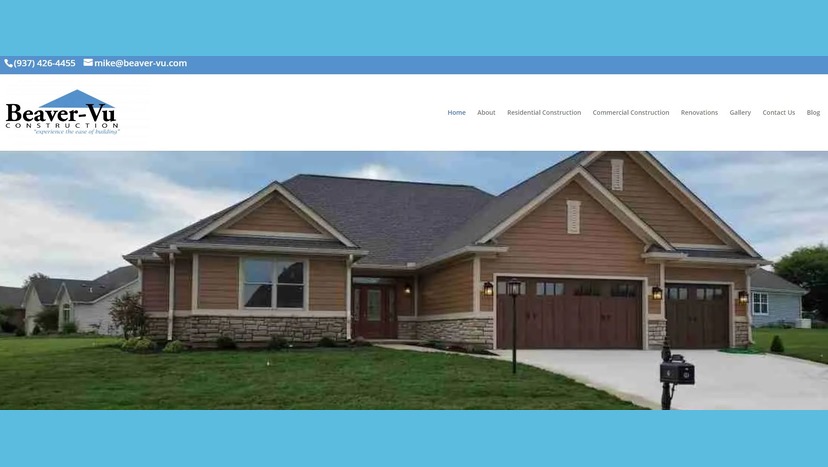 (937) 426-4455 mike@beaver-vu.com
Beaver-Vu
CONSTRUCTION
"experience the ease of building"
Home About Residential Construction Commercial Construction Renovations Gallery Contact Us Blog